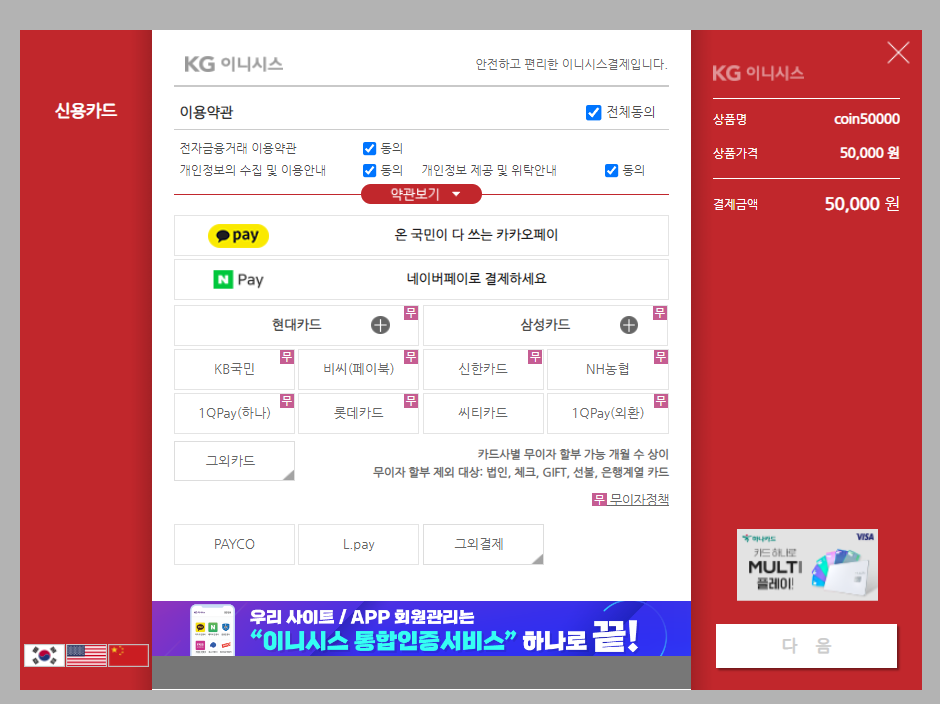 신용카드
KG 이니시스
안전하고 편리한 이니시스결제입니다.
이용약관
전체동의
전자금융거래 이용약관
동의
개인정보의 수집 및 이용안내
동의
개인정보 제공 및 위탁안내
동의
약관보기
pay
온 국민이 다 쓰는 카카오페이
N Pay
네이버페이로 결제하세요
현대카드
무
삼성카드
무
KB국민
무
비씨(페이북)
무
신한카드
무
NH농협
무
1QPay(하나)
무
롯데카드
무
씨티카드
1QPay(외환)
무
그외카드
카드사별 무이자 할부 가능 개월 수 상이
무이자 할부 제외 대상: 법인, 체크, GIFT, 선불, 은행계열 카드
무 무이자정책
PAYCO
L.pay
그외결제
우리 사이트 / APP 회원관리는
“이니시스 통합인증서비스” 하나로 끝!
KG 이니시스
상품명
coin50000
상품가격
50,000 원
결제금액
50,000 원
하나카드
VISA
카드 하나로
MULTI
플레이!
다 음